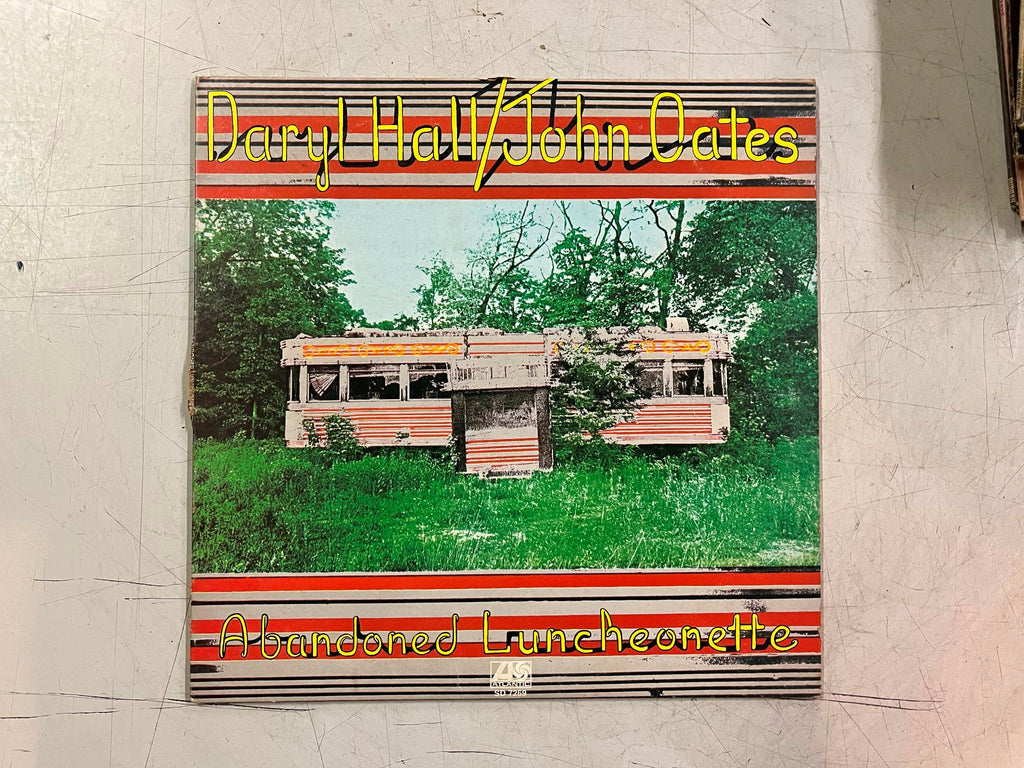 Daryl Hall/John Oates
Abandoned Luncheonette
ATLANTIC
SD 7269